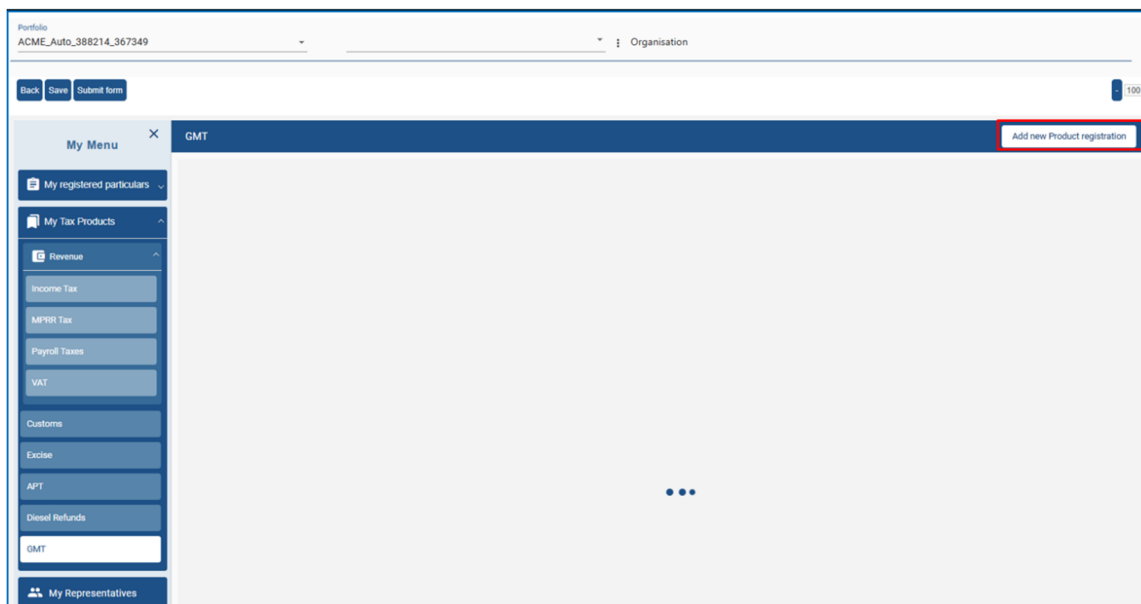 Portfolio
ACME_Auto_388214_367349
Organisation
Back Save Submit form
- 100
My Menu
GMT
Add new Product registration
My registered particulars
My Tax Products
Revenue
Income Tax
MPRR Tax
Payroll Taxes
VAT
Customs
Excise
APT
Diesel Refunds
GMT
My Representatives